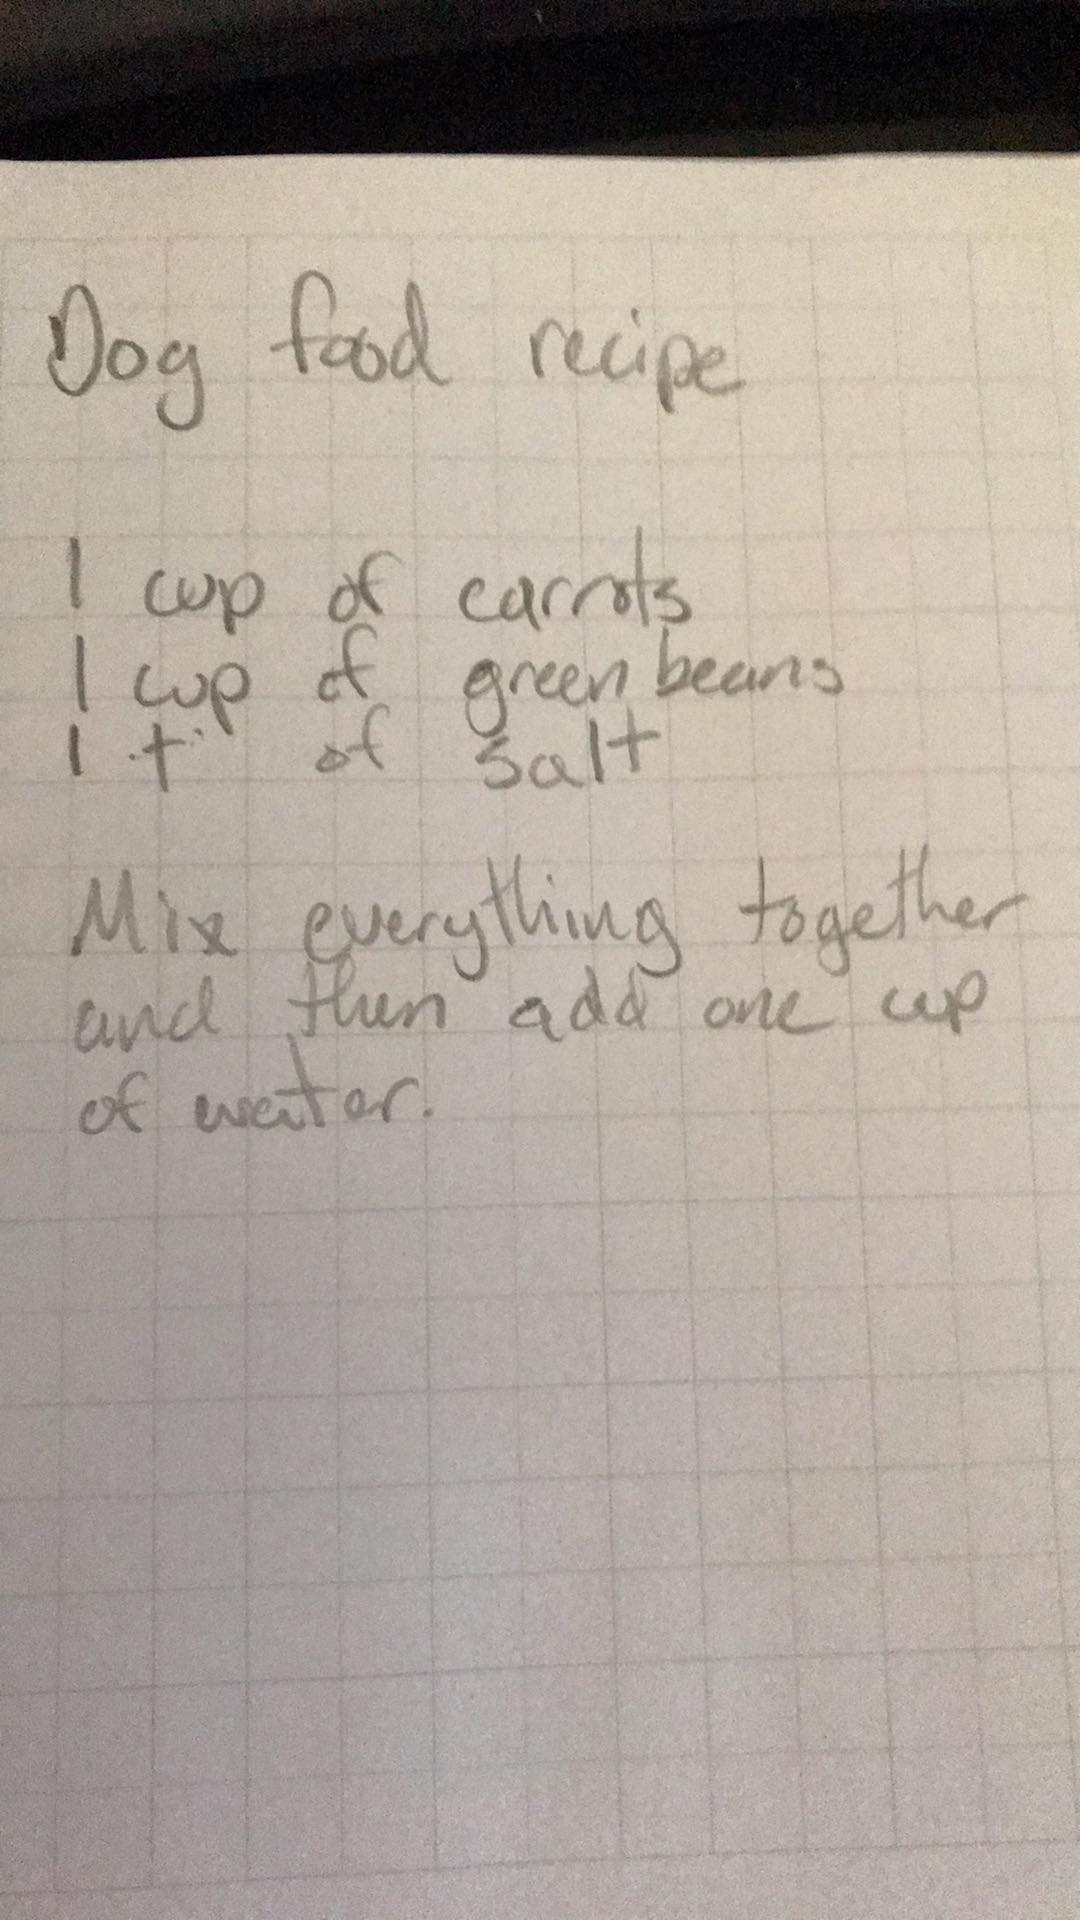 Dog food recipe
1 cup of carrots
1 cup of green beans
1 t of salt
Mix everything together
and then add one cup
of water.